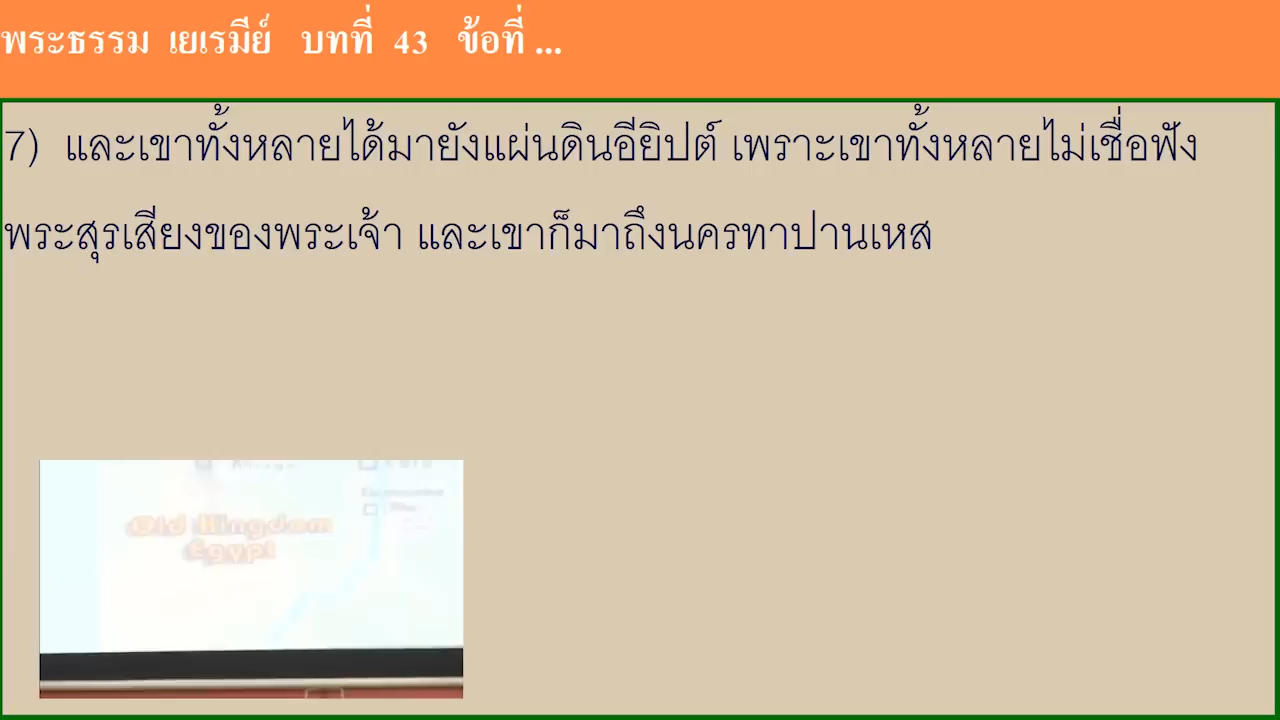 พระธรรม เยเรมีย์ บทที่ 43 ข้อที่ ...
7) และเขาทั้งหลายได้มายังแผ่นดินอียิปต์ เพราะเขาทั้งหลายไม่เชื่อฟัง
พระสุรเสียงของพระเจ้า และเขาก็มาถึงนครทาปานเหส
Old Kingdom
Egypt